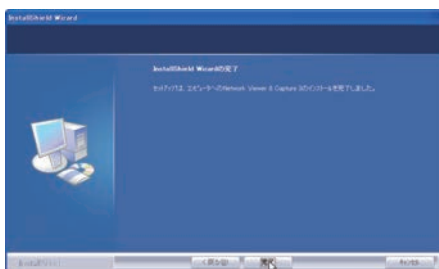 InstallShield Wizard
InstallShield Wizardの完了
セットアップは、コンピュータへのNetwork Viewer & Capture 3のインストールを完了しました。
InstallShield
< 戻る(B)
完了
キャンセル